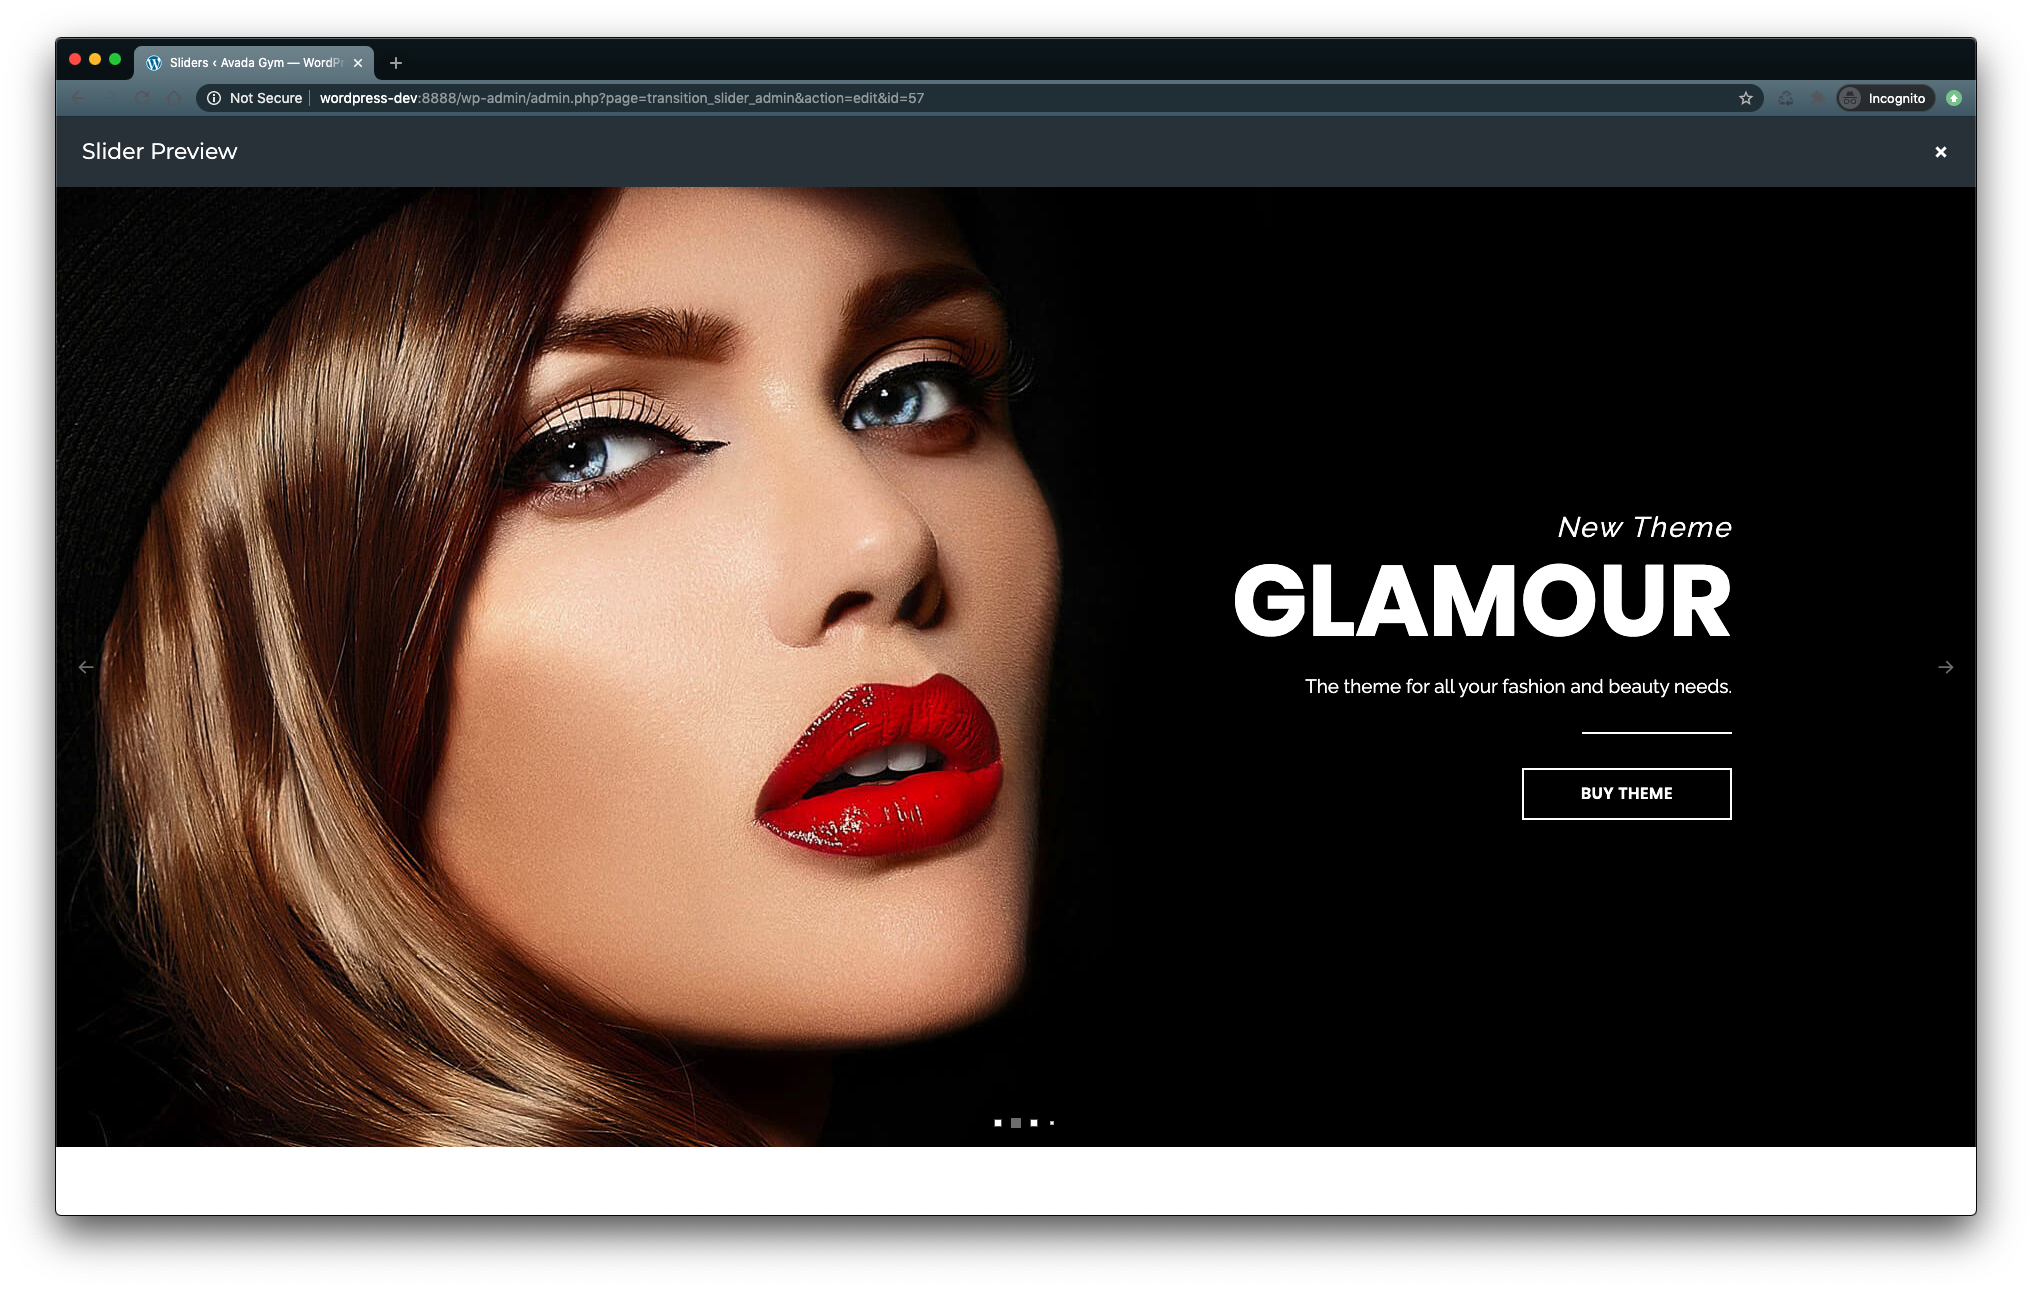 Sliders ‹ Avada Gym — WordPr
Not Secure
wordpress-dev:8888/wp-admin/admin.php?page=transition_slider_admin&action=edit&id=57
Incognito
Slider Preview
New Theme
GLAMOUR
The theme for all your fashion and beauty needs.
BUY THEME